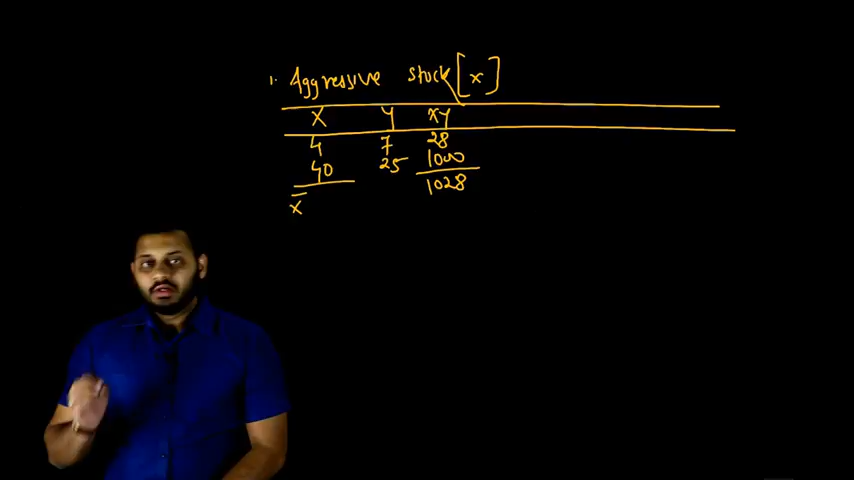 1. Aggressive stock [x]
X Y XY
4 7 28
40 25 1000
1028
x̄